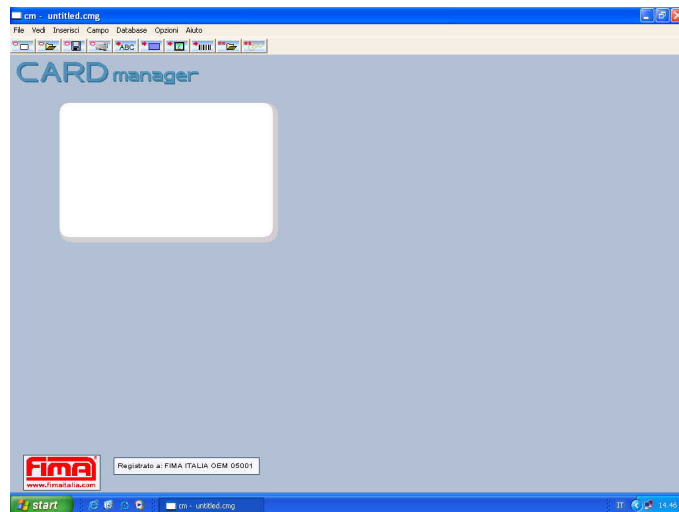 cm - untitled.cmg
File Vedi Inserisci Campo Database Opzioni Aiuto
ABC
CARD manager
Fima
www.fimaitalia.com
Registrato a: FIMA ITALIA OEM 05001
start
cm - untitled.cmg
IT
14.46